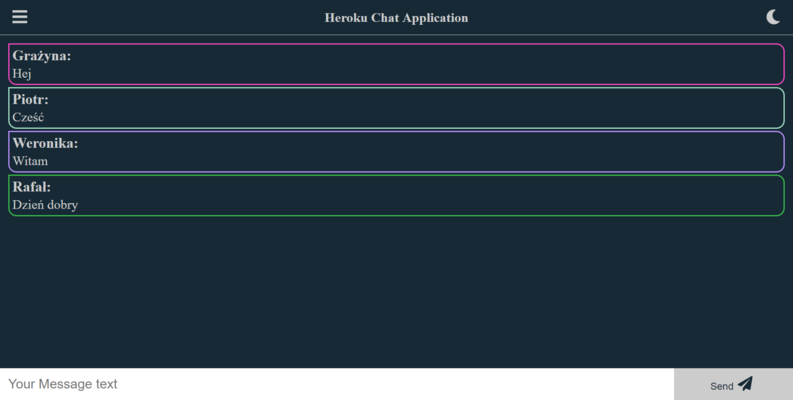 Heroku Chat Application
Grażyna:
Hej
Piotr:
Cześć
Weronika:
Witam
Rafał:
Dzień dobry
Your Message text
Send